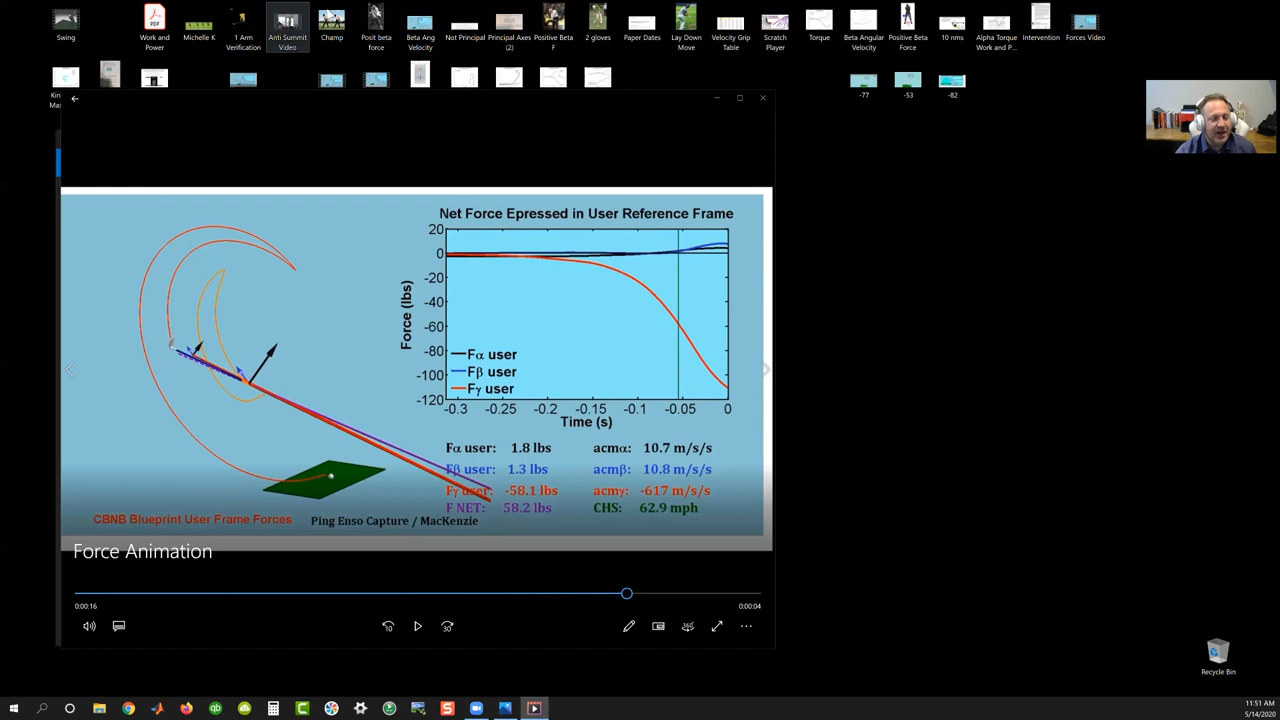 Swing
Work and Power
Michelle K
1 Arm Verification
Anti Summit Video
Champ
Posit beta force
Beta Ang Velocity
Not Principal
Principal Axes (2)
Positive Beta F
2 gloves
Paper Dates
Lay Down Move
Velocity Grip Table
Scratch Player
Torque
Beta Angular Velocity
Positive Beta Force
10 nms
Alpha Torque Work and P...
Intervention
Forces Video
-77
-53
-82
Net Force Epressed in User Reference Frame
20
0
-20
-40
-60
-80
-100
-120
Force (lbs)
Fα user
Fβ user
Fγ user
-0.3 -0.25 -0.2 -0.15 -0.1 -0.05 0
Time (s)
Fα user: 1.8 lbs acmα: 10.7 m/s/s
Fβ user: 1.3 lbs acmβ: 10.8 m/s/s
Fγ user: -58.1 lbs acmγ: -617 m/s/s
F NET: 58.2 lbs CHS: 62.9 mph
CBNB Blueprint User Frame Forces
Ping Enso Capture / MacKenzie
Force Animation
0:00:16
0:00:04
10
30
Recycle Bin
11:51 AM
5/14/2020